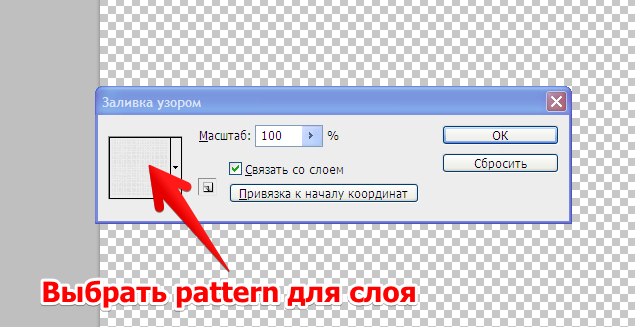 Заливка узором
Масштаб: 100 %
OK
Связать со слоем
Сбросить
Привязка к началу координат
Выбрать pattern для слоя